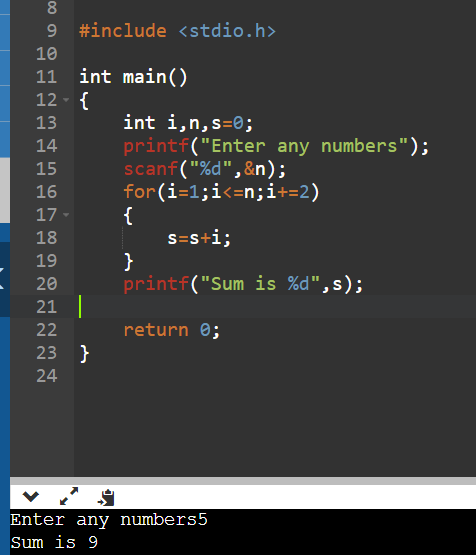 8
9 #include <stdio.h>
10
11 int main()
12 {
13 int i,n,s=0;
14 printf("Enter any numbers");
15 scanf("%d",&n);
16 for(i=1;i<=n;i+=2)
17 {
18 s=s+i;
19 }
20 printf("Sum is %d",s);
21
22 return 0;
23 }
24
Enter any numbers5
Sum is 9